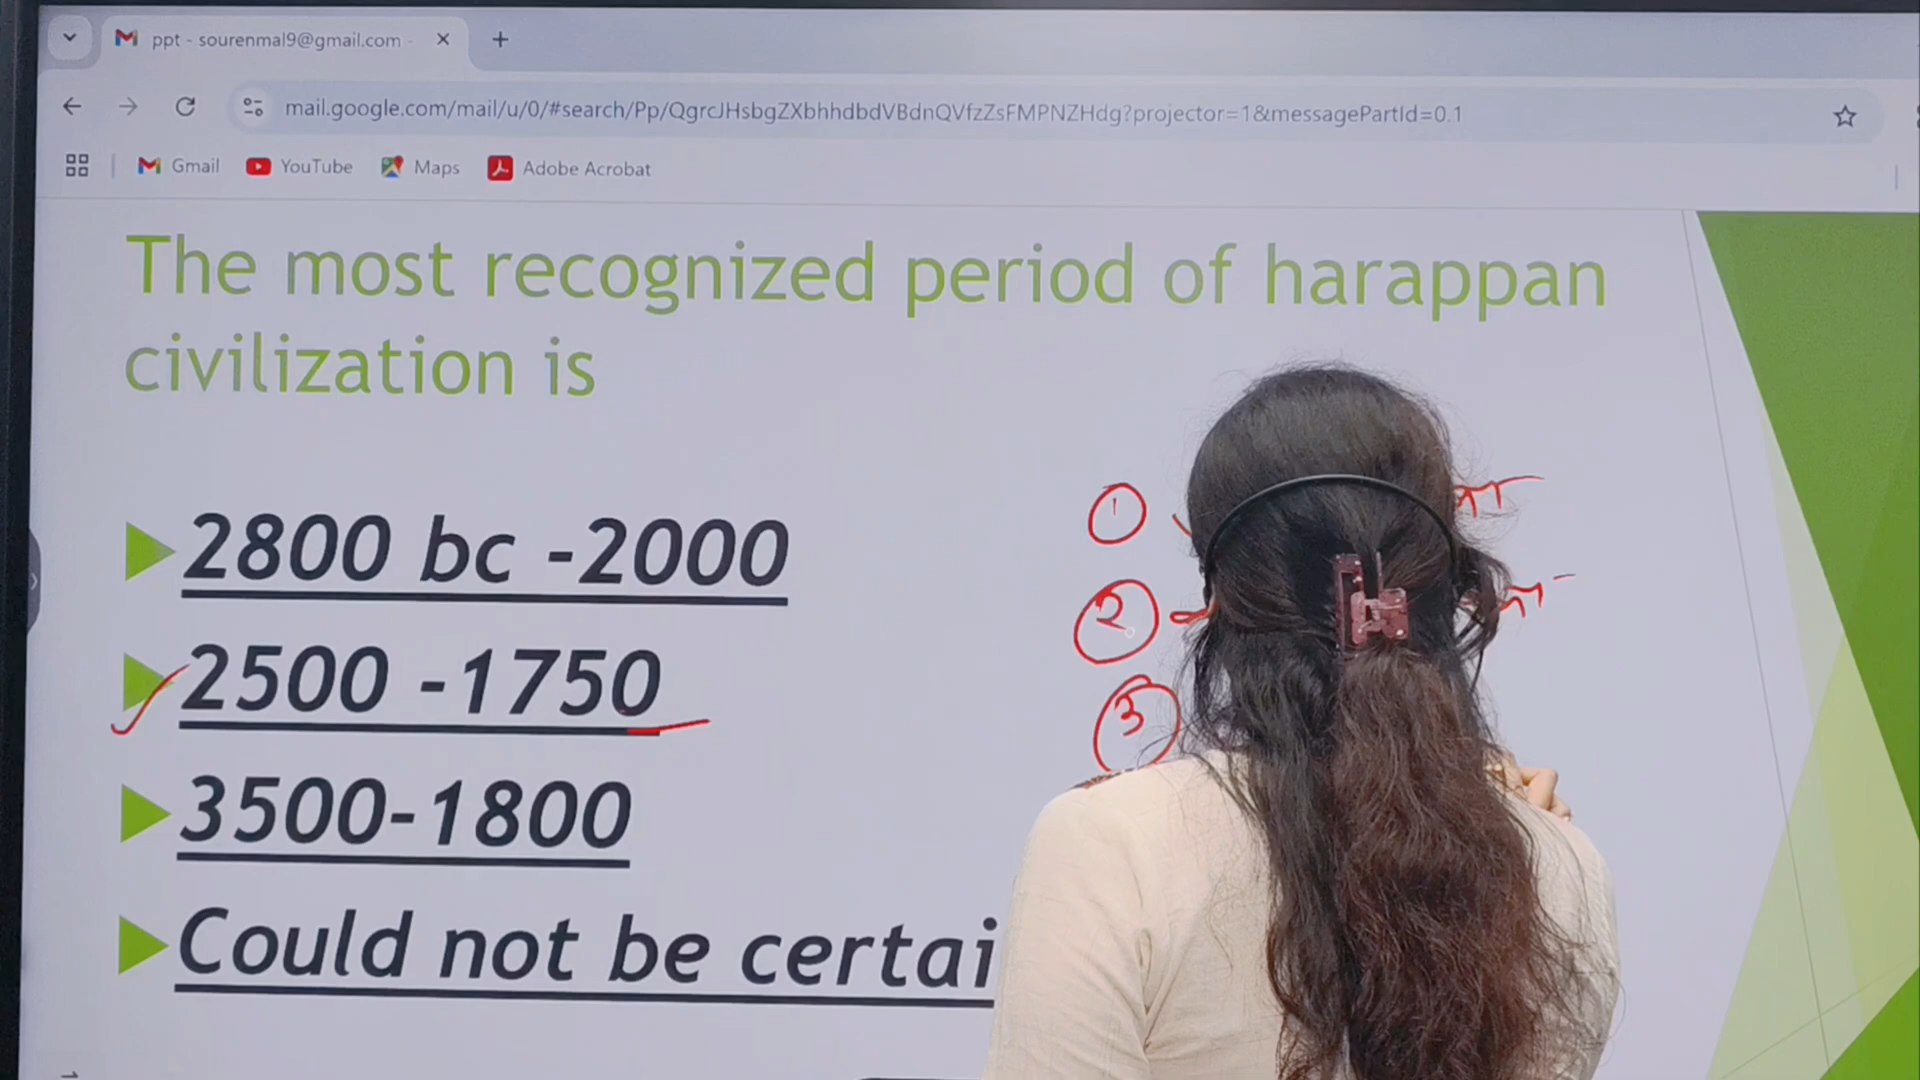 ppt - sourenmal9@gmail.com -
mail.google.com/mail/u/0/#search/Pp/QgrcJHsbgZXbhhdbdVBdnQVfzZsFMPNZHdg?projector=1&messagePartId=0.1
Gmail YouTube Maps Adobe Acrobat
The most recognized period of harappan
civilization is
2800 bc -2000
2500 -1750
3500-1800
Could not be certai
1
2
3